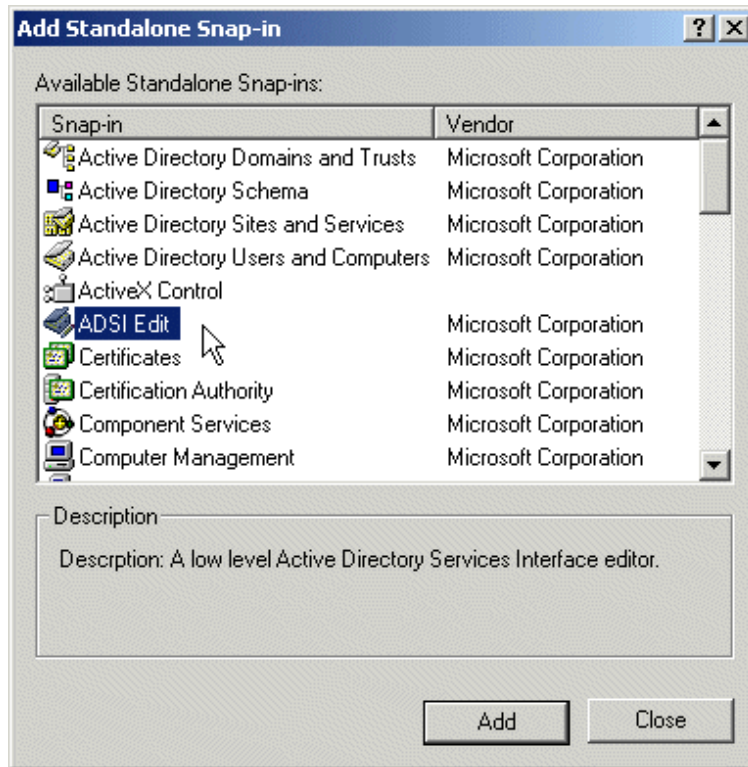 Add Standalone Snap-in
Available Standalone Snap-ins:
Snap-in Vendor
Active Directory Domains and Trusts Microsoft Corporation
Active Directory Schema Microsoft Corporation
Active Directory Sites and Services Microsoft Corporation
Active Directory Users and Computers Microsoft Corporation
ActiveX Control
ADSI Edit Microsoft Corporation
Certificates Microsoft Corporation
Certification Authority Microsoft Corporation
Component Services Microsoft Corporation
Computer Management Microsoft Corporation
Description
Descrption: A low level Active Directory Services Interface editor.
Add Close